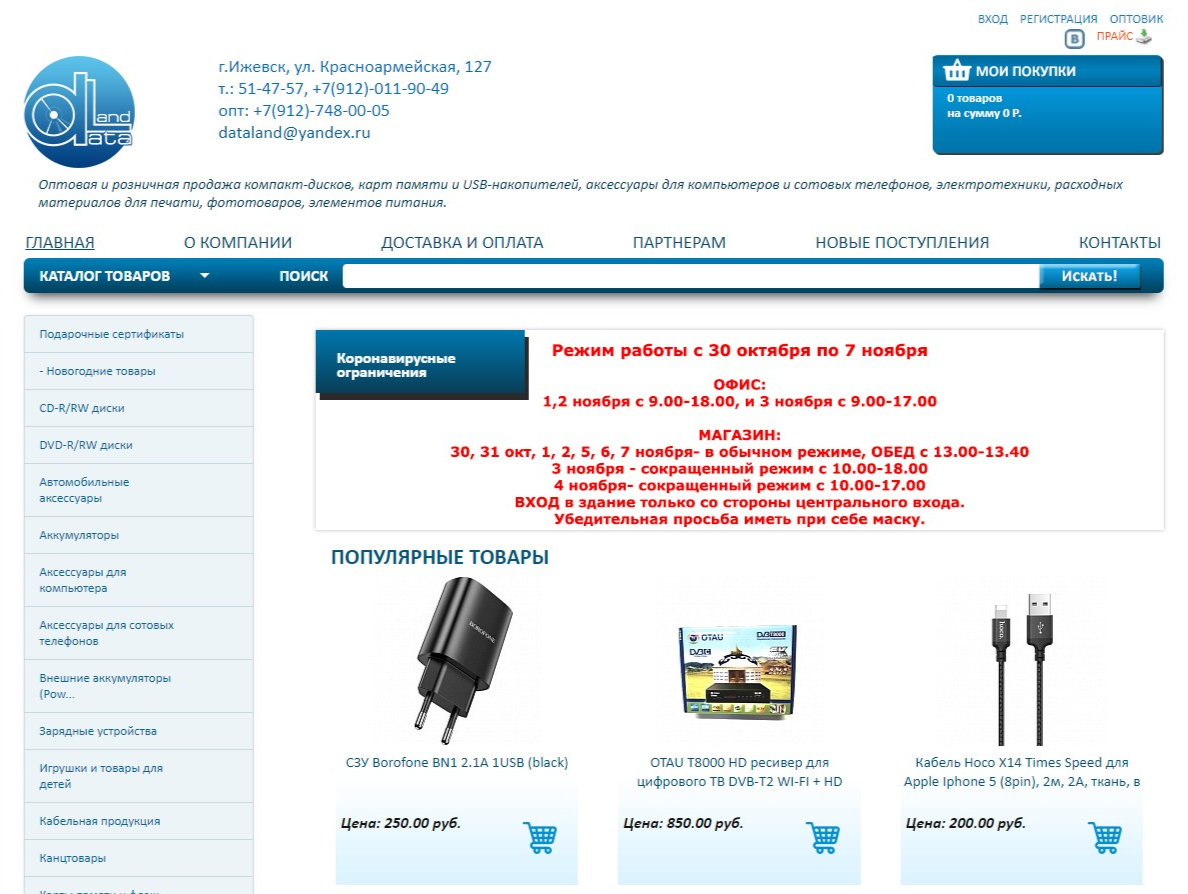 ВХОД РЕГИСТРАЦИЯ ОПТОВИК
B ПРАЙС
dLand
data
г.Ижевск, ул. Красноармейская, 127
т.: 51-47-57, +7(912)-011-90-49
опт: +7(912)-748-00-05
dataland@yandex.ru
МОИ ПОКУПКИ
0 товаров
на сумму 0 Р.
Оптовая и розничная продажа компакт-дисков, карт памяти и USB-накопителей, аксессуары для компьютеров и сотовых телефонов, электротехники, расходных
материалов для печати, фототоваров, элементов питания.
ГЛАВНАЯ О КОМПАНИИ ДОСТАВКА И ОПЛАТА ПАРТНЕРАМ НОВЫЕ ПОСТУПЛЕНИЯ КОНТАКТЫ
КАТАЛОГ ТОВАРОВ ПОИСК Искать!
Подарочные сертификаты
- Новогодние товары
CD-R/RW диски
DVD-R/RW диски
Автомобильные
аксессуары
Аккумуляторы
Аксессуары для
компьютера
Аксессуары для сотовых
телефонов
Внешние аккумуляторы
(Pow...
Зарядные устройства
Игрушки и товары для
детей
Кабельная продукция
Канцтовары
Коронавирусные
ограничения
Режим работы с 30 октября по 7 ноября
ОФИС:
1,2 ноября с 9.00-18.00, и 3 ноября с 9.00-17.00
МАГАЗИН:
30, 31 окт, 1, 2, 5, 6, 7 ноября- в обычном режиме, ОБЕД с 13.00-13.40
3 ноября - сокращенный режим с 10.00-18.00
4 ноября- сокращенный режим с 10.00-17.00
ВХОД в здание только со стороны центрального входа.
Убедительная просьба иметь при себе маску.
ПОПУЛЯРНЫЕ ТОВАРЫ
BOROFONE
OTAU
DVB T8000
DVB
hoco.
СЗУ Borofone BN1 2.1A 1USB (black)
OTAU T8000 HD ресивер для
цифрового ТВ DVB-T2 WI-FI + HD
Кабель Hoco X14 Times Speed для
Apple Iphone 5 (8pin), 2м, 2A, ткань, в
Цена: 250.00 руб.
Цена: 850.00 руб.
Цена: 200.00 руб.